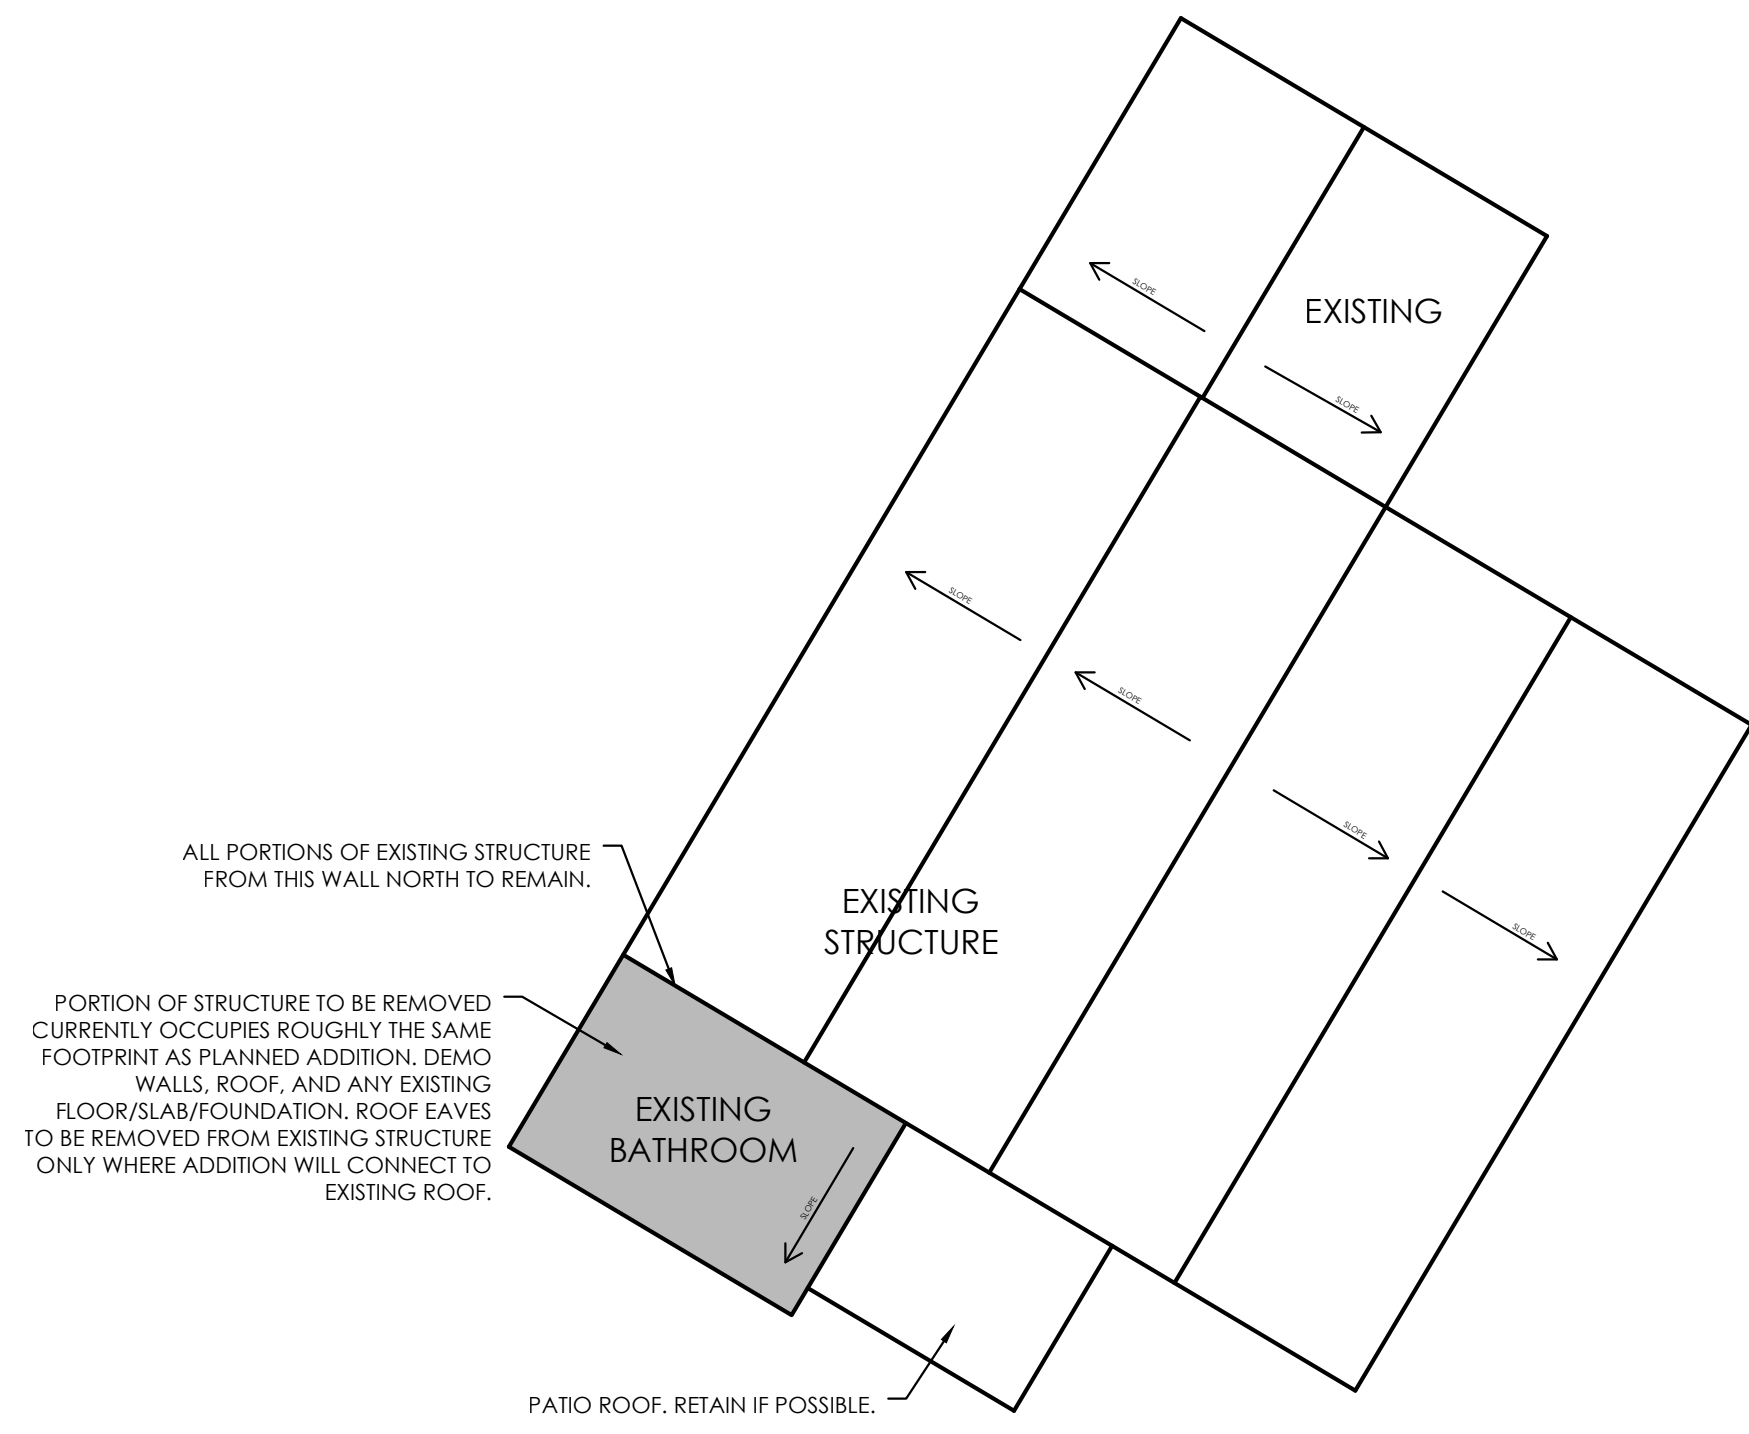 SLOPE
EXISTING
SLOPE
SLOPE
SLOPE
SLOPE
SLOPE
ALL PORTIONS OF EXISTING STRUCTURE
FROM THIS WALL NORTH TO REMAIN.
EXISTING
STRUCTURE
PORTION OF STRUCTURE TO BE REMOVED
CURRENTLY OCCUPIES ROUGHLY THE SAME
FOOTPRINT AS PLANNED ADDITION. DEMO
WALLS, ROOF, AND ANY EXISTING
FLOOR/SLAB/FOUNDATION. ROOF EAVES
TO BE REMOVED FROM EXISTING STRUCTURE
ONLY WHERE ADDITION WILL CONNECT TO
EXISTING ROOF.
EXISTING
BATHROOM
SLOPE
PATIO ROOF. RETAIN IF POSSIBLE.